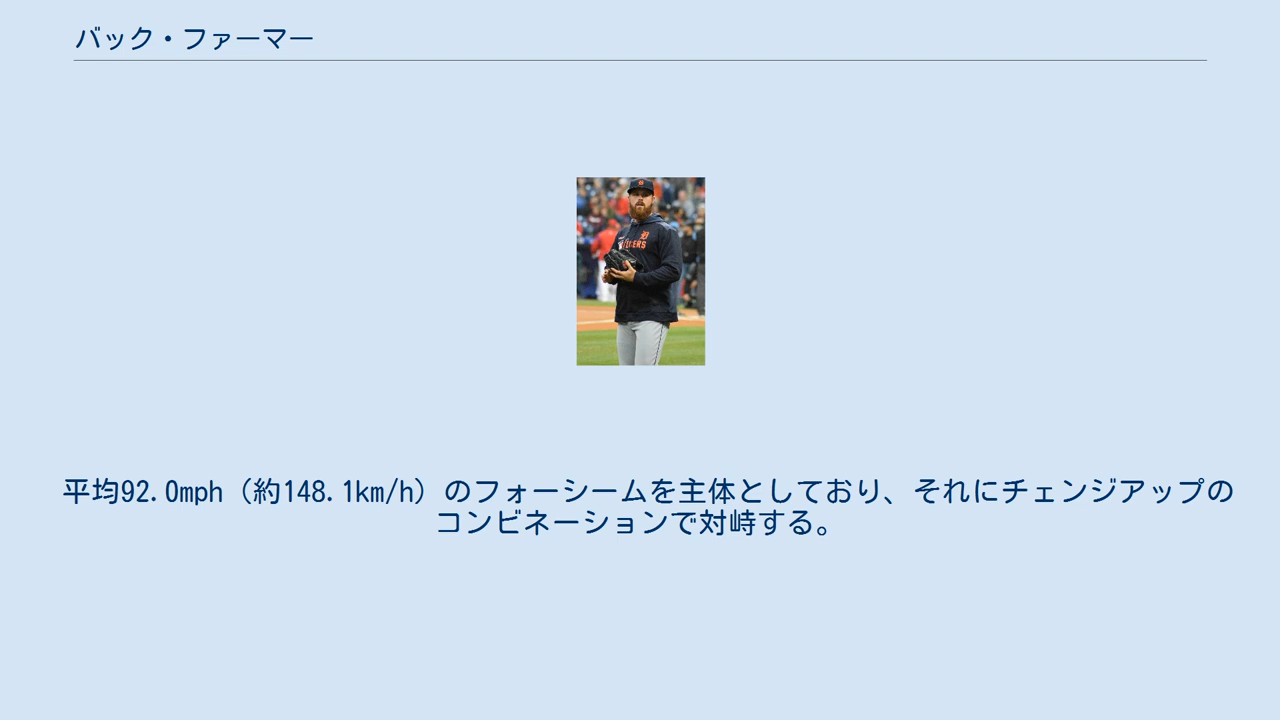 バック・ファーマー
平均92.0mph（約148.1km/h）のフォーシームを主体としており、それにチェンジアップの
コンビネーションで対峙する。